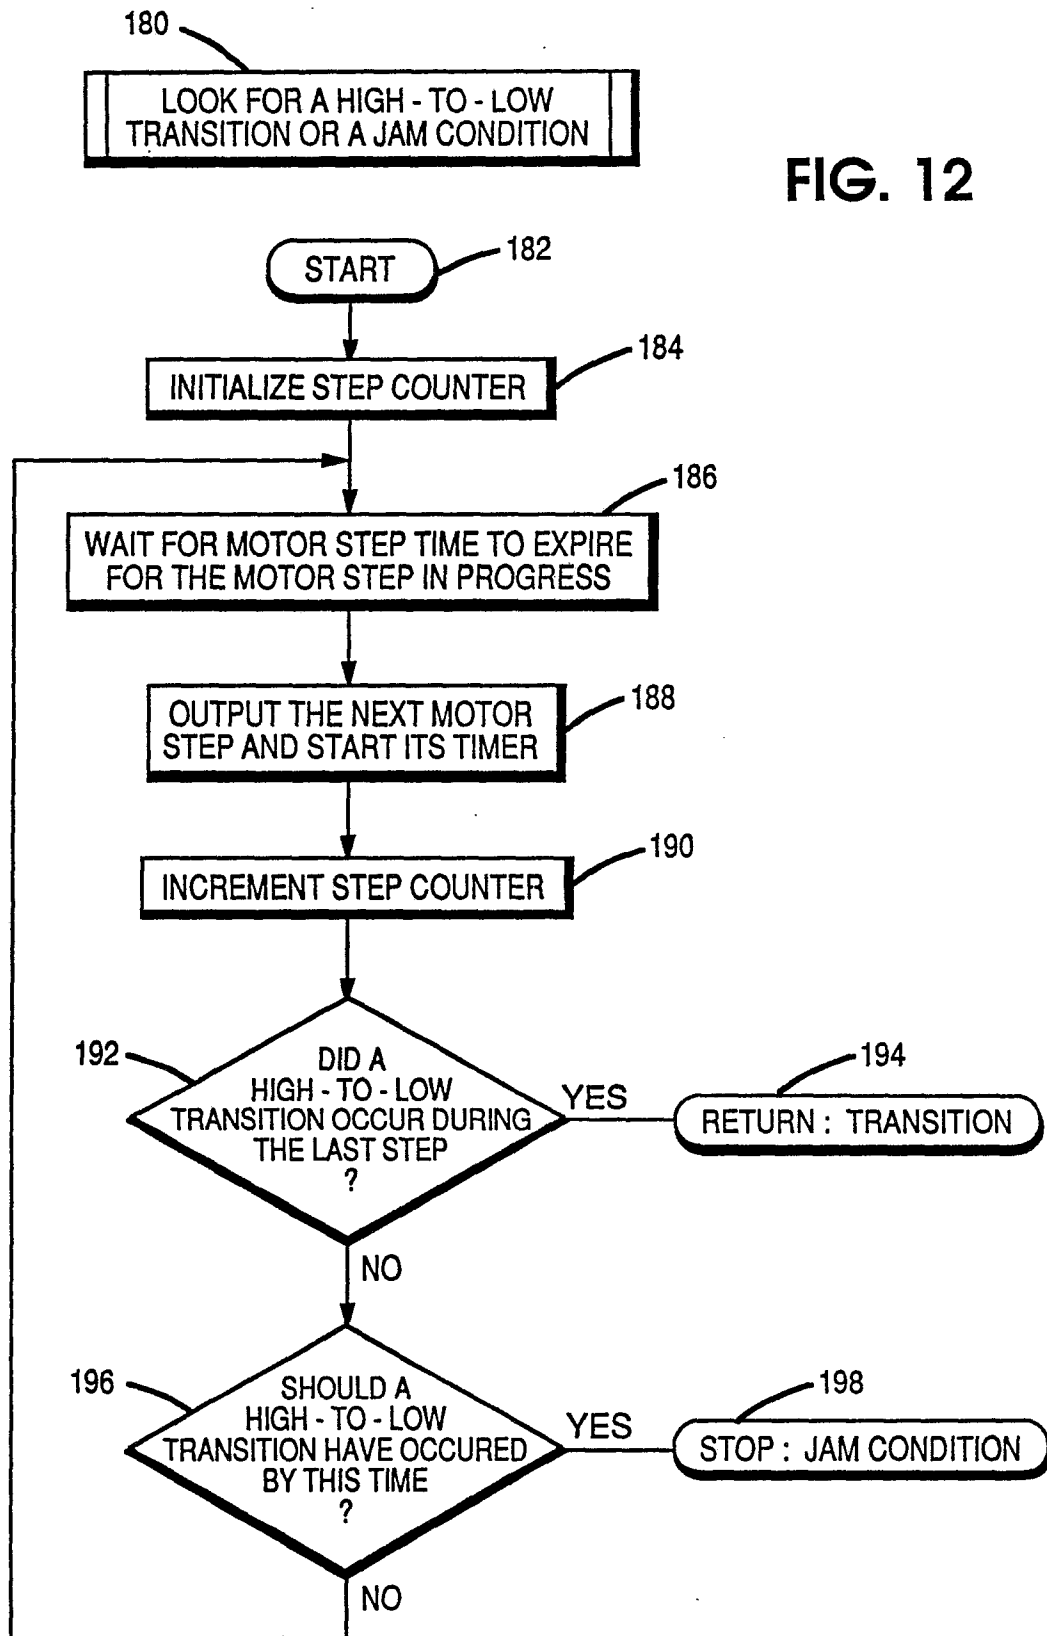 180
LOOK FOR A HIGH - TO - LOW
TRANSITION OR A JAM CONDITION
FIG. 12
START
182
184
INITIALIZE STEP COUNTER
186
WAIT FOR MOTOR STEP TIME TO EXPIRE
FOR THE MOTOR STEP IN PROGRESS
188
OUTPUT THE NEXT MOTOR
STEP AND START ITS TIMER
190
INCREMENT STEP COUNTER
192
DID A
HIGH - TO - LOW
TRANSITION OCCUR DURING
THE LAST STEP
?
YES
194
RETURN : TRANSITION
NO
196
SHOULD A
HIGH - TO - LOW
TRANSITION HAVE OCCURED
BY THIS TIME
?
YES
198
STOP : JAM CONDITION
NO